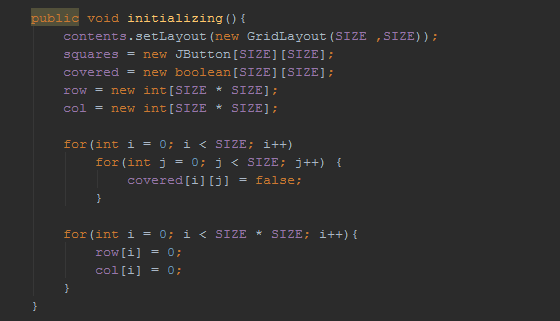 public void initializing(){
    contents.setLayout(new GridLayout(SIZE ,SIZE));
    squares = new JButton[SIZE][SIZE];
    covered = new boolean[SIZE][SIZE];
    row = new int[SIZE * SIZE];
    col = new int[SIZE * SIZE];

    for(int i = 0; i < SIZE; i++)
        for(int j = 0; j < SIZE; j++) {
            covered[i][j] = false;
        }

    for(int i = 0; i < SIZE * SIZE; i++){
        row[i] = 0;
        col[i] = 0;
    }
}